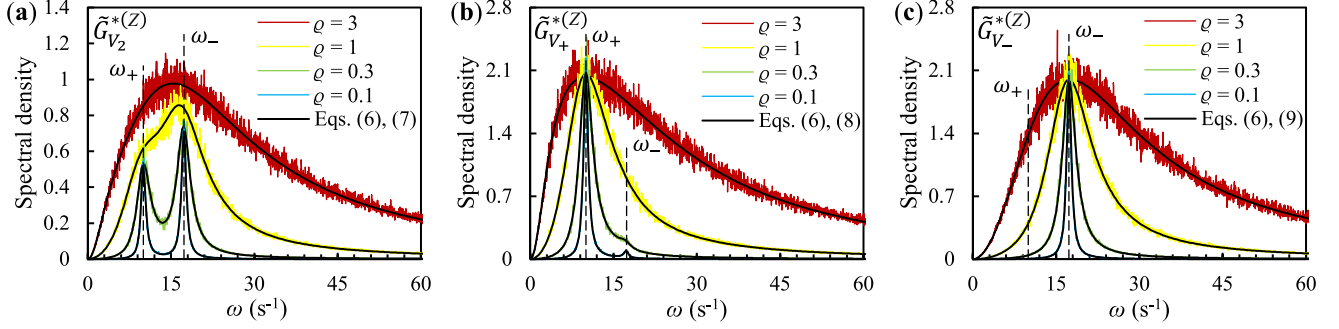 (a)
G̃*(Z)V₂
ω₊
ω₋
ϱ = 3
ϱ = 1
ϱ = 0.3
ϱ = 0.1
Eqs. (6), (7)
Spectral density
1.4
1.2
1
0.8
0.6
0.4
0.2
0
0 15 30 45 60
ω (s⁻¹)
(b)
G̃*(Z)V₊
ω₊
ω₋
ϱ = 3
ϱ = 1
ϱ = 0.3
ϱ = 0.1
Eqs. (6), (8)
Spectral density
2.8
2.1
1.4
0.7
0
0 15 30 45 60
ω (s⁻¹)
(c)
G̃*(Z)V₋
ω₊
ω₋
ϱ = 3
ϱ = 1
ϱ = 0.3
ϱ = 0.1
Eqs. (6), (9)
Spectral density
2.8
2.1
1.4
0.7
0
0 15 30 45 60
ω (s⁻¹)